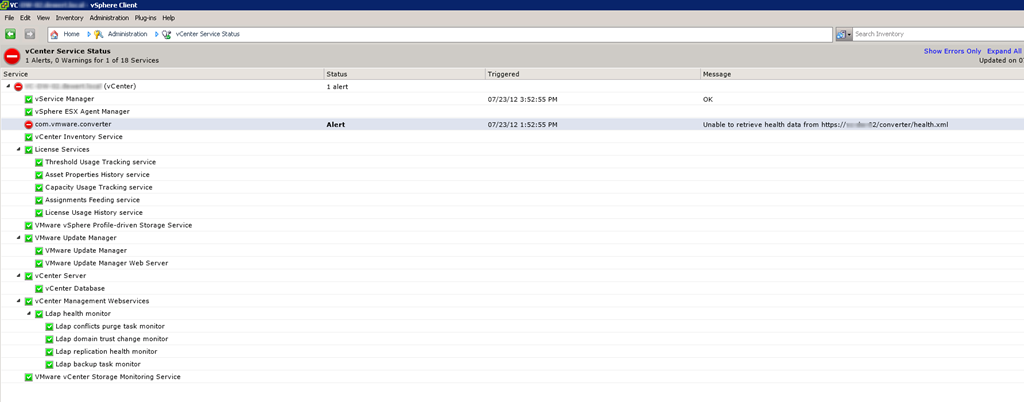 VC - vSphere Client
File Edit View Inventory Administration Plug-ins Help
Home Administration vCenter Service Status Search Inventory
vCenter Service Status
Show Errors Only Expand All
1 Alerts, 0 Warnings for 1 of 18 Services
Updated on 07
Service Status Triggered Message
(vCenter) 1 alert
vService Manager 07/23/12 3:52:55 PM OK
vSphere ESX Agent Manager
com.vmware.converter Alert 07/23/12 1:52:55 PM Unable to retrieve health data from https:// /converter/health.xml
vCenter Inventory Service
License Services
Threshold Usage Tracking service
Asset Properties History service
Capacity Usage Tracking service
Assignments Feeding service
License Usage History service
VMware vSphere Profile-driven Storage Service
VMware Update Manager
VMware Update Manager
VMware Update Manager Web Server
vCenter Server
vCenter Database
vCenter Management Webservices
Ldap health monitor
Ldap conflicts purge task monitor
Ldap domain trust change monitor
Ldap replication health monitor
Ldap backup task monitor
VMware vCenter Storage Monitoring Service